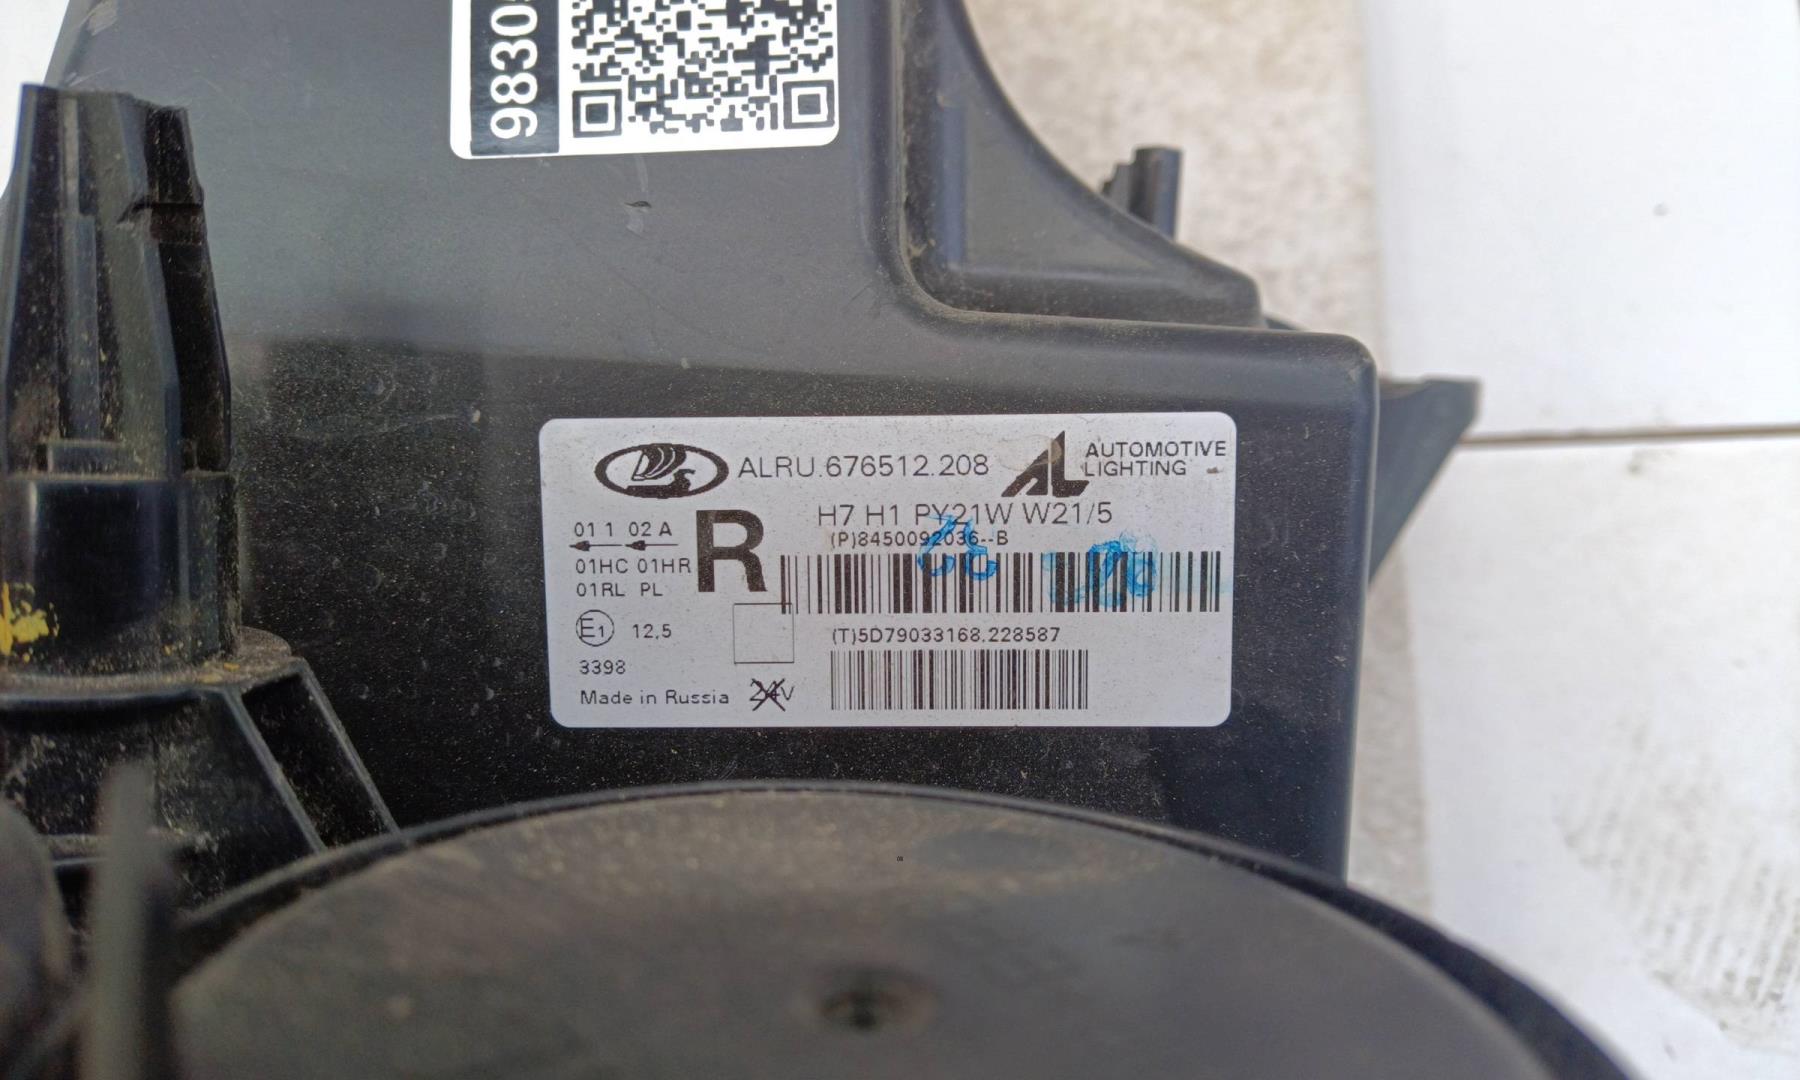 9830
ALRU.676512.208
AUTOMOTIVE
LIGHTING
H7 H1 PY21W W21/5
(P)8450092036--B
01 1 02 A
R
01HC 01HR
01RL PL
E1 12,5
(T)5D79033168.228587
3398
Made in Russia 24V